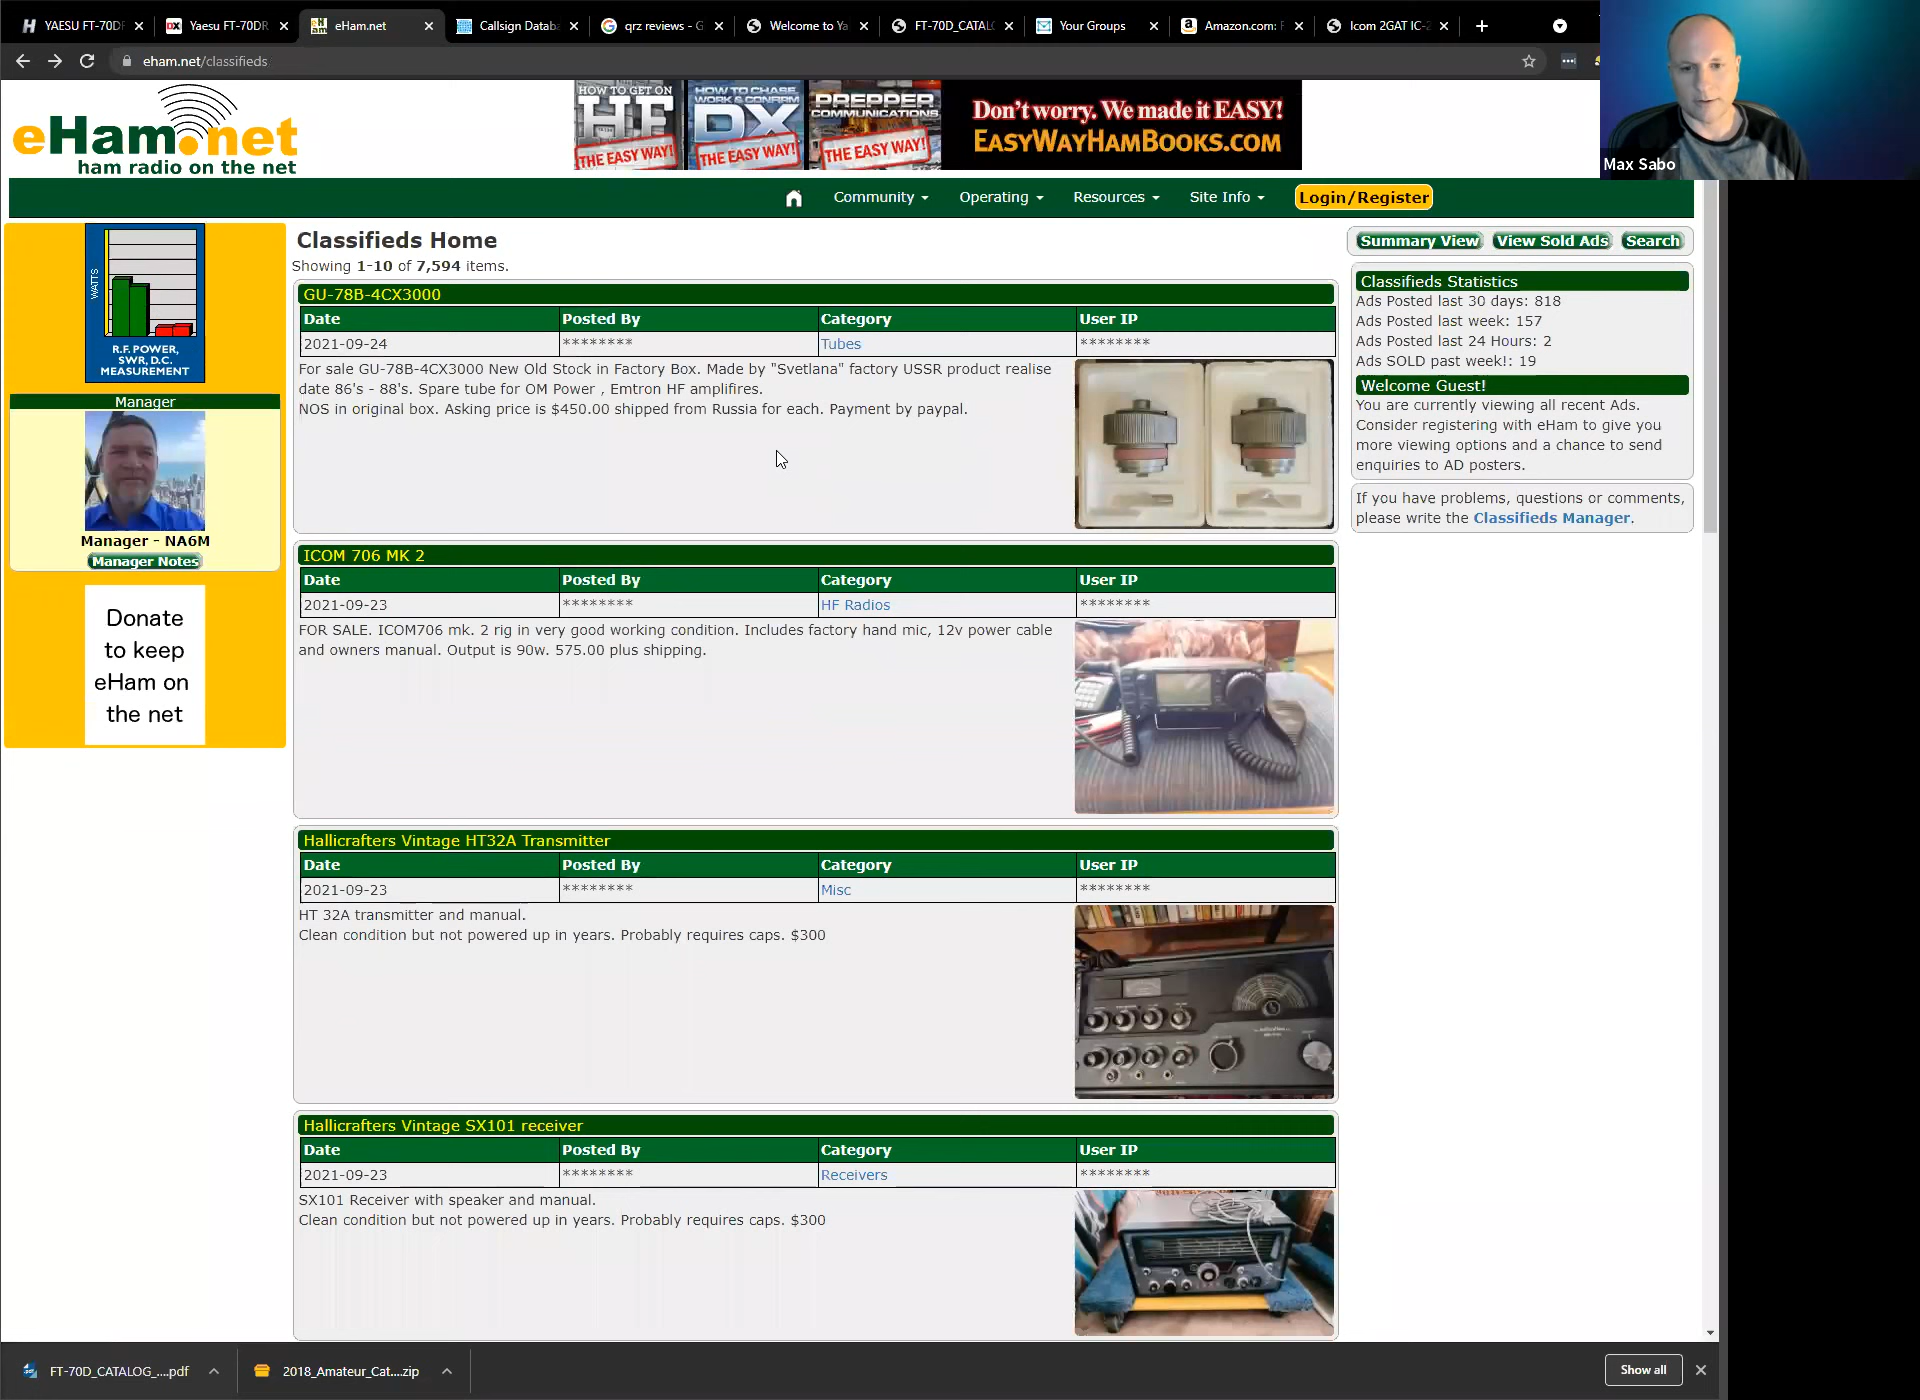 YAESU FT-70DF
Yaesu FT-70DR
eHam.net
Callsign Datab
qrz reviews - G
Welcome to Ya
FT-70D_CATAL
Your Groups
Amazon.com: F
Icom 2GAT IC-2
eham.net/classifieds
eHam.net
ham radio on the net
HOW TO GET ON
HF
THE EASY WAY!
HOW TO CHASE,
WORK & CONFIRM
DX
THE EASY WAY!
PREPPER
COMMUNICATIONS
THE EASY WAY!
Don't worry. We made it EASY!
EASYWAYHAMBOOKS.COM
Max Sabo
Community
Operating
Resources
Site Info
Login/Register
WATTS
R.F. POWER,
SWR, D.C.
MEASUREMENT
Manager
Manager - NA6M
Manager Notes
Donate
to keep
eHam on
the net
Classifieds Home
Showing 1-10 of 7,594 items.
GU-78B-4CX3000
Date Posted By Category User IP
2021-09-24 ******** Tubes ********
For sale GU-78B-4CX3000 New Old Stock in Factory Box. Made by "Svetlana" factory USSR product realise
date 86's - 88's. Spare tube for OM Power , Emtron HF amplifires.
NOS in original box. Asking price is $450.00 shipped from Russia for each. Payment by paypal.
ICOM 706 MK 2
Date Posted By Category User IP
2021-09-23 ******** HF Radios ********
FOR SALE. ICOM706 mk. 2 rig in very good working condition. Includes factory hand mic, 12v power cable
and owners manual. Output is 90w. 575.00 plus shipping.
Hallicrafters Vintage HT32A Transmitter
Date Posted By Category User IP
2021-09-23 ******** Misc ********
HT 32A transmitter and manual.
Clean condition but not powered up in years. Probably requires caps. $300
Hallicrafters Vintage SX101 receiver
Date Posted By Category User IP
2021-09-23 ******** Receivers ********
SX101 Receiver with speaker and manual.
Clean condition but not powered up in years. Probably requires caps. $300
Summary View
View Sold Ads
Search
Classifieds Statistics
Ads Posted last 30 days: 818
Ads Posted last week: 157
Ads Posted last 24 Hours: 2
Ads SOLD past week!: 19
Welcome Guest!
You are currently viewing all recent Ads.
Consider registering with eHam to give you
more viewing options and a chance to send
enquiries to AD posters.
If you have problems, questions or comments,
please write the Classifieds Manager.
FT-70D_CATALOG_....pdf
2018_Amateur_Cat....zip
Show all